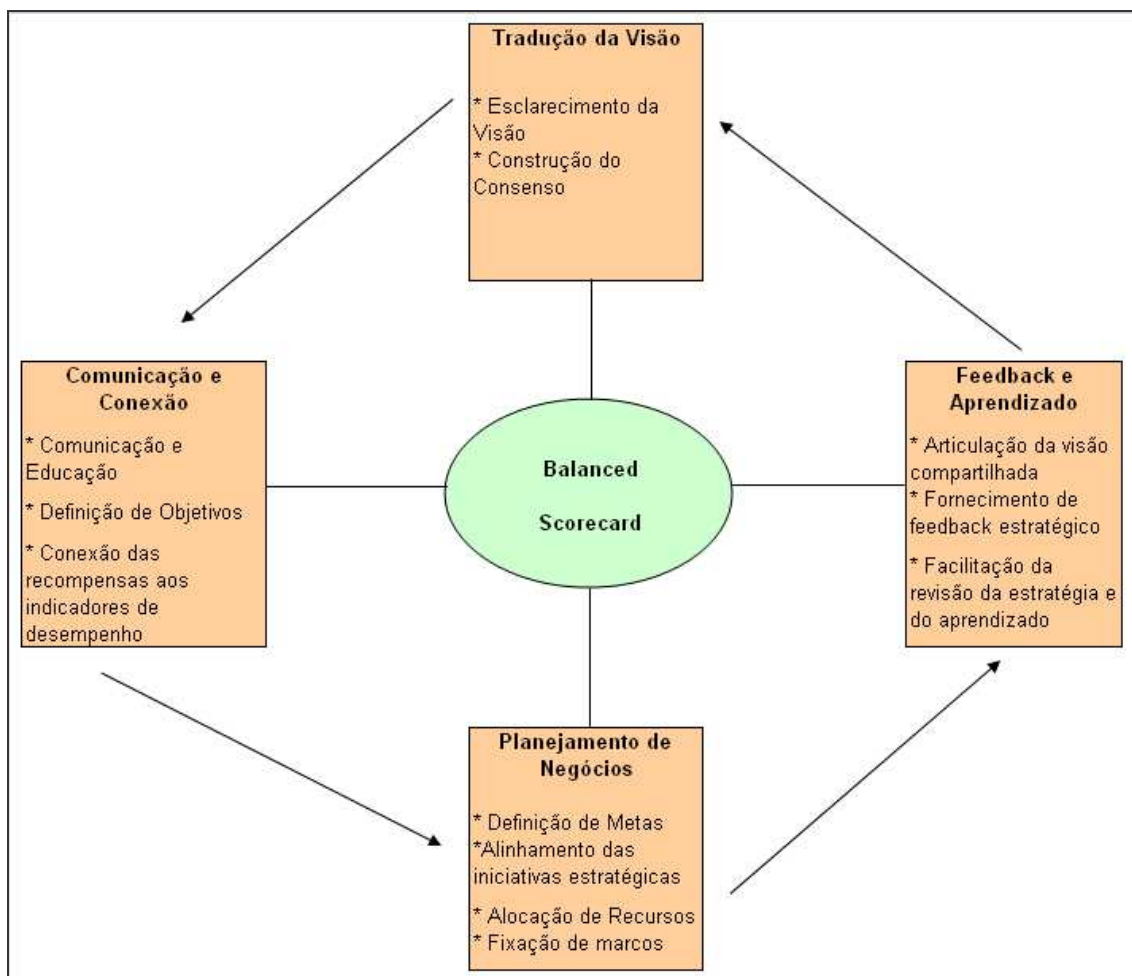 Tradução da Visão
* Esclarecimento da
Visão
* Construção do
Consenso
Comunicação e
Conexão
* Comunicação e
Educação
* Definição de Objetivos
* Conexão das
recompensas aos
indicadores de
desempenho
Balanced
Scorecard
Feedback e
Aprendizado
* Articulação da visão
compartilhada
* Fornecimento de
feedback estratégico
* Facilitação da
revisão da estratégia e
do aprendizado
Planejamento de
Negócios
* Definição de Metas
*Alinhamento das
iniciativas estratégicas
* Alocação de Recursos
* Fixação de marcos